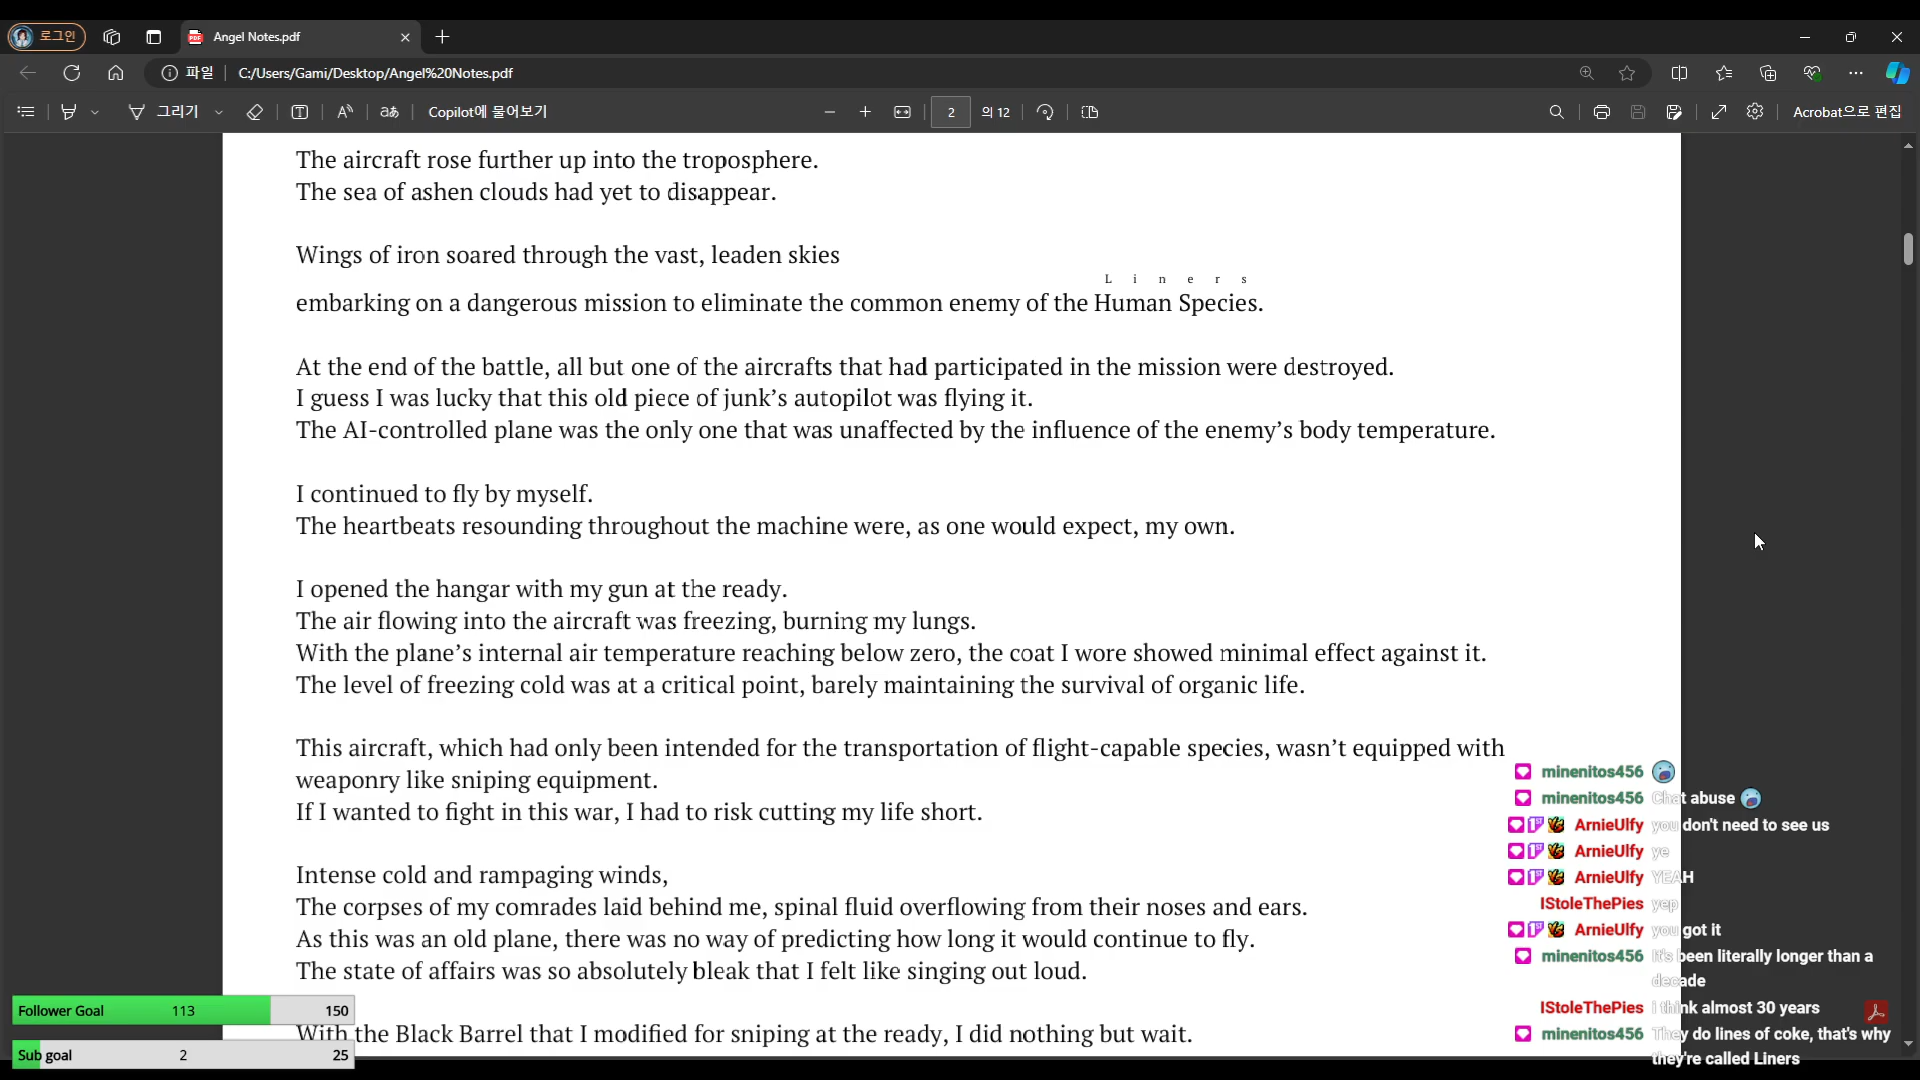 로그인
Angel Notes.pdf
파일
C:/Users/Gami/Desktop/Angel%20Notes.pdf
그리기
Copilot에 물어보기
2
의 12
Acrobat으로 편집
The aircraft rose further up into the troposphere.
The sea of ashen clouds had yet to disappear.
Wings of iron soared through the vast, leaden skies
Liners
embarking on a dangerous mission to eliminate the common enemy of the Human Species.
At the end of the battle, all but one of the aircrafts that had participated in the mission were destroyed.
I guess I was lucky that this old piece of junk’s autopilot was flying it.
The AI-controlled plane was the only one that was unaffected by the influence of the enemy’s body temperature.
I continued to fly by myself.
The heartbeats resounding throughout the machine were, as one would expect, my own.
I opened the hangar with my gun at the ready.
The air flowing into the aircraft was freezing, burning my lungs.
With the plane’s internal air temperature reaching below zero, the coat I wore showed minimal effect against it.
The level of freezing cold was at a critical point, barely maintaining the survival of organic life.
This aircraft, which had only been intended for the transportation of flight-capable species, wasn’t equipped with
weaponry like sniping equipment.
If I wanted to fight in this war, I had to risk cutting my life short.
Intense cold and rampaging winds,
The corpses of my comrades laid behind me, spinal fluid overflowing from their noses and ears.
As this was an old plane, there was no way of predicting how long it would continue to fly.
The state of affairs was so absolutely bleak that I felt like singing out loud.
With the Black Barrel that I modified for sniping at the ready, I did nothing but wait.
minenitos456
minenitos456 Chat abuse
ArnieUlfy you don't need to see us
ArnieUlfy ye
ArnieUlfy YEAH
IStoleThePies yep
ArnieUlfy you got it
minenitos456 It's been literally longer than a
decade
IStoleThePies i think almost 30 years
minenitos456 They do lines of coke, that's why
they're called Liners
Follower Goal 113 150
Sub goal 2 25